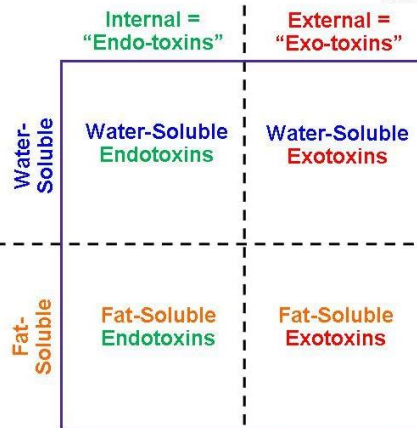 Internal =
"Endo-toxins"
External =
"Exo-toxins"
Water-
Soluble
Water-Soluble
Endotoxins
Water-Soluble
Exotoxins
Fat-
Soluble
Fat-Soluble
Endotoxins
Fat-Soluble
Exotoxins